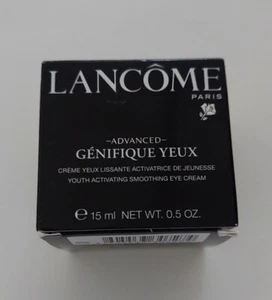 LANCÔME
PARIS
–ADVANCED–
GÉNIFIQUE YEUX
CRÈME YEUX LISSANTE ACTIVATRICE DE JEUNESSE
YOUTH ACTIVATING SMOOTHING EYE CREAM
℮ 15 ml NET WT. 0.5 OZ.